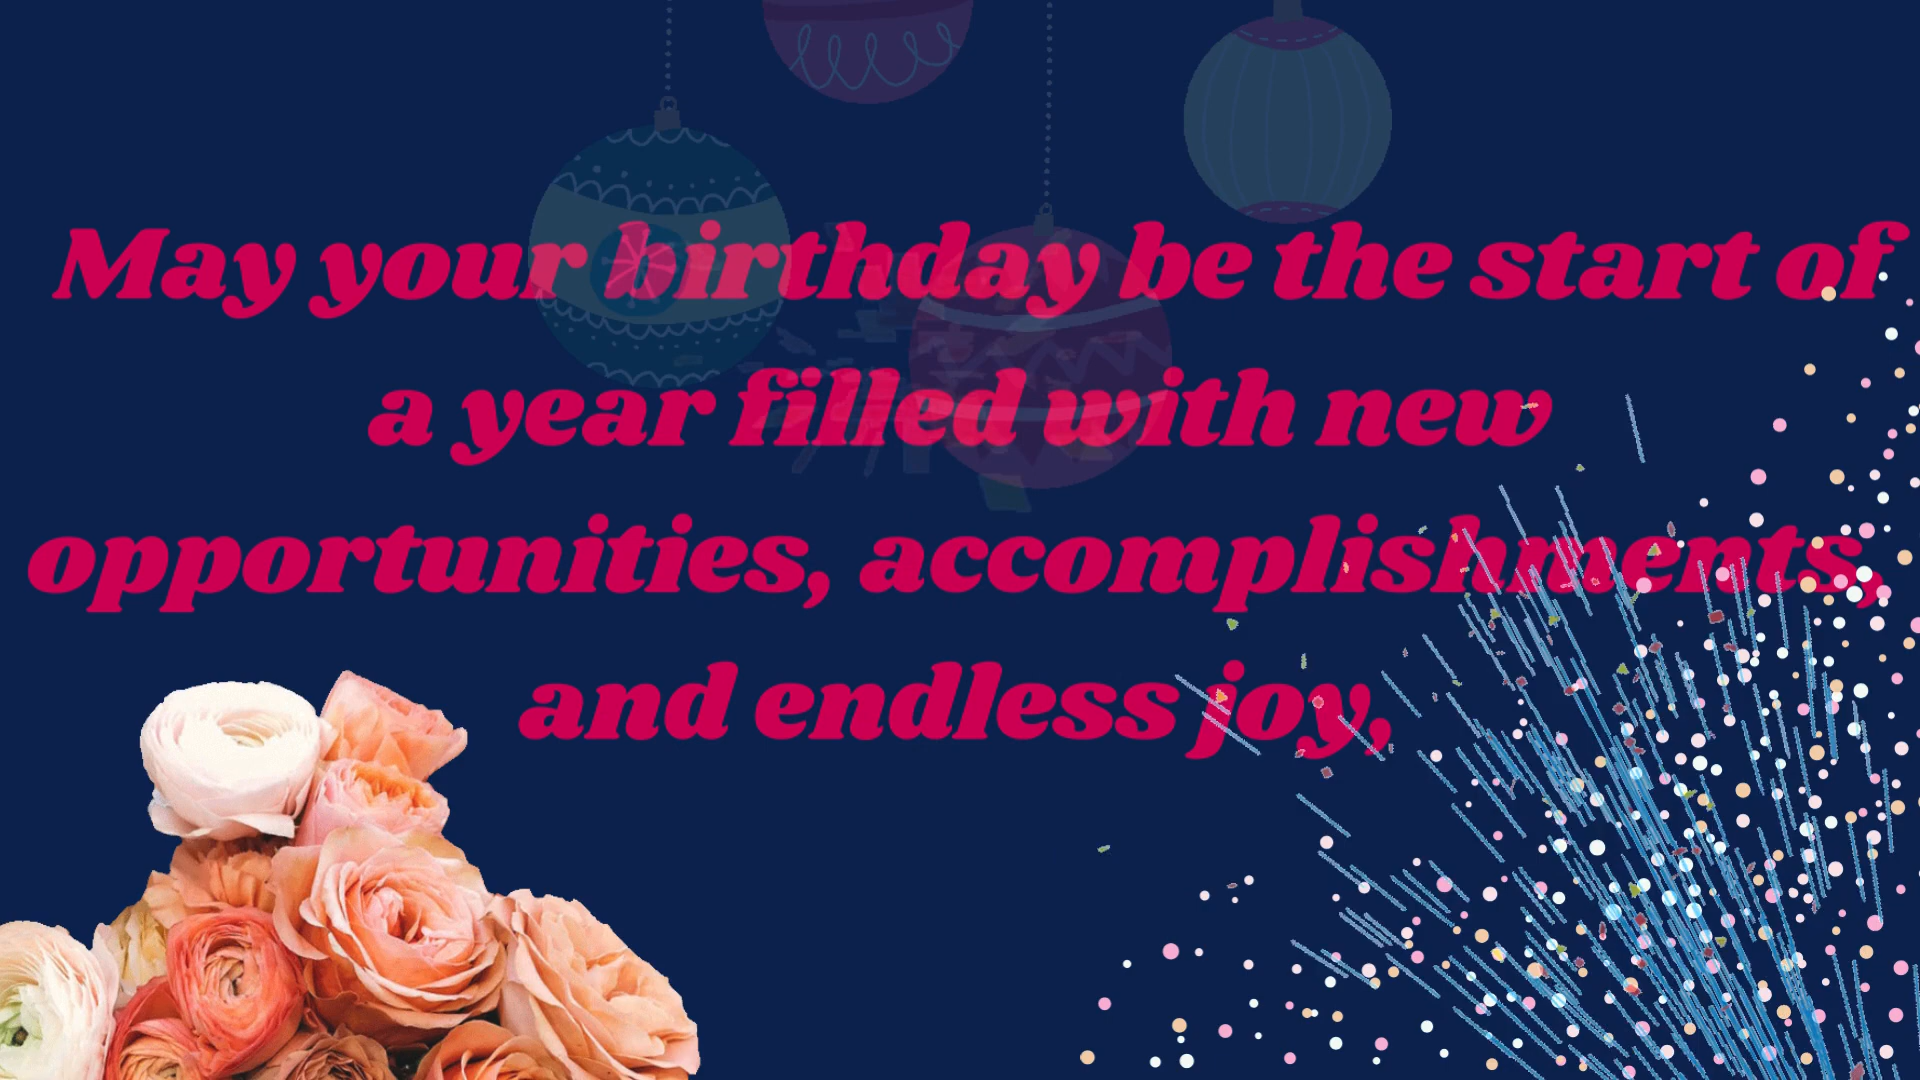 May your birthday be the start of
a year filled with new
opportunities, accomplishments,
and endless joy,